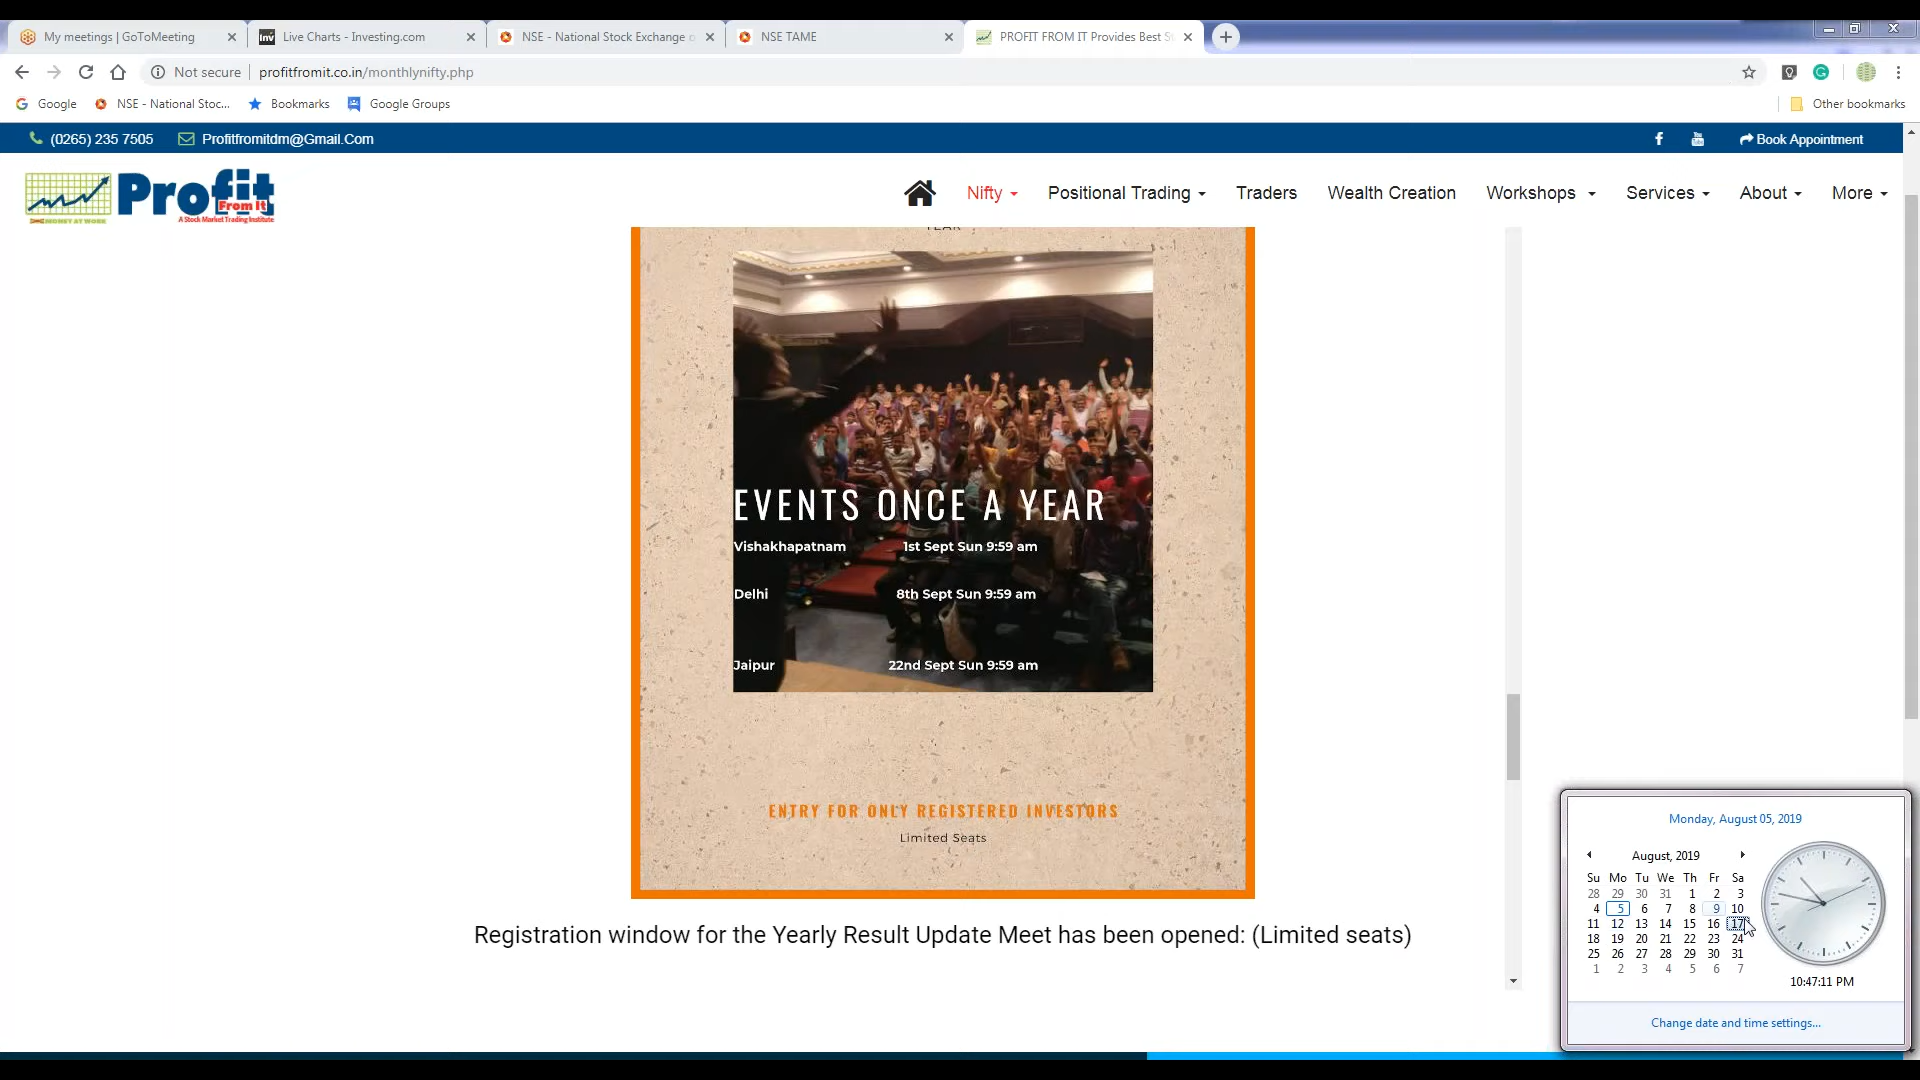 My meetings | GoToMeeting
Live Charts - Investing.com
NSE - National Stock Exchange o
NSE TAME
PROFIT FROM IT Provides Best St
Not secure
profitfromit.co.in/monthlynifty.php
Google
NSE - National Stoc...
Bookmarks
Google Groups
Other bookmarks
(0265) 235 7505
Profitfromitdm@Gmail.Com
Book Appointment
Profit
From It
MONEY AT WORK
A Stock Market Trading Institute
Nifty
Positional Trading
Traders
Wealth Creation
Workshops
Services
About
More
YEAR
EVENTS ONCE A YEAR
Vishakhapatnam 1st Sept Sun 9:59 am
Delhi 8th Sept Sun 9:59 am
Jaipur 22nd Sept Sun 9:59 am
ENTRY FOR ONLY REGISTERED INVESTORS
Limited Seats
Registration window for the Yearly Result Update Meet has been opened: (Limited seats)
Monday, August 05, 2019
August, 2019
Su Mo Tu We Th Fr Sa
28 29 30 31 1 2 3
4 5 6 7 8 9 10
11 12 13 14 15 16 17
18 19 20 21 22 23 24
25 26 27 28 29 30 31
1 2 3 4 5 6 7
10:47:11 PM
Change date and time settings...